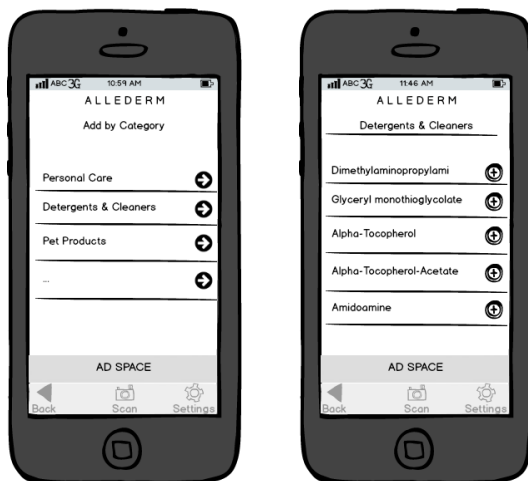 ABC 3G 10:59 AM
ALLEDERM
Add by Category
Personal Care
Detergents & Cleaners
Pet Products
...
AD SPACE
Back Scan Settings
ABC 3G 11:46 AM
ALLEDERM
Detergents & Cleaners
Dimethylaminopropylami
Glyceryl monothioglycolate
Alpha-Tocopherol
Alpha-Tocopherol-Acetate
Amidoamine
AD SPACE
Back Scan Settings